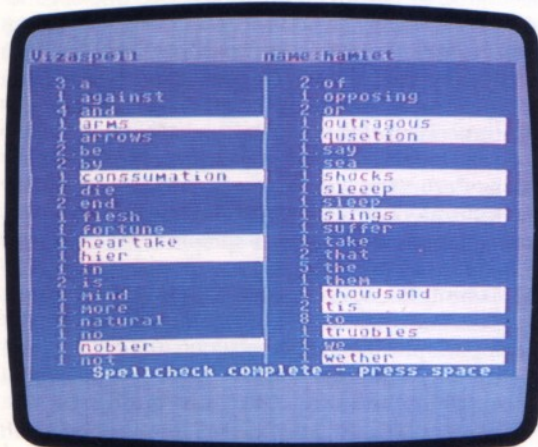 Vizaspell name:hamlet
3.a
1.against
4.and
1 arms
1.arrows
2.be
2.by
1 conssumation
1.die
2.end
1.flesh
1.fortune
1 heartake
1 hier
1.in
2.is
1.mind
1.more
1.natural
1.no
1 nobler
1.not
2.of
1.opposing
2.or
1 outragous
1 qusetion
1.say
1.sea
1 shocks
1 sleeep
1.sleep
1 slings
1.suffer
1.take
2.that
5.the
1.them
1 thoudsand
2 tis
8.to
1 truobles
1.we
1 wether
Spellcheck.complete.-.press.space